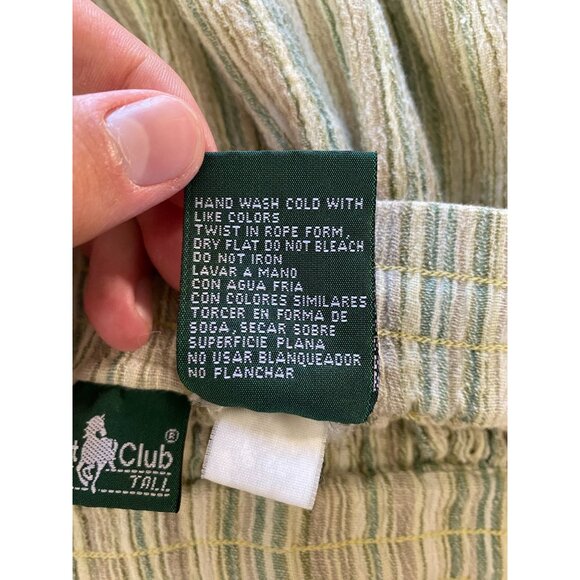 HAND WASH COLD WITH
LIKE COLORS
TWIST IN ROPE FORM,
DRY FLAT DO NOT BLEACH
DO NOT IRON
LAVAR A MANO
CON AGUA FRIA
CON COLORES SIMILARES
TORCER EN FORMA DE
SOGA, SECAR SOBRE
SUPERFICIE PLANA
NO USAR BLANQUEADOR
NO PLANCHAR
Club ®
TALL